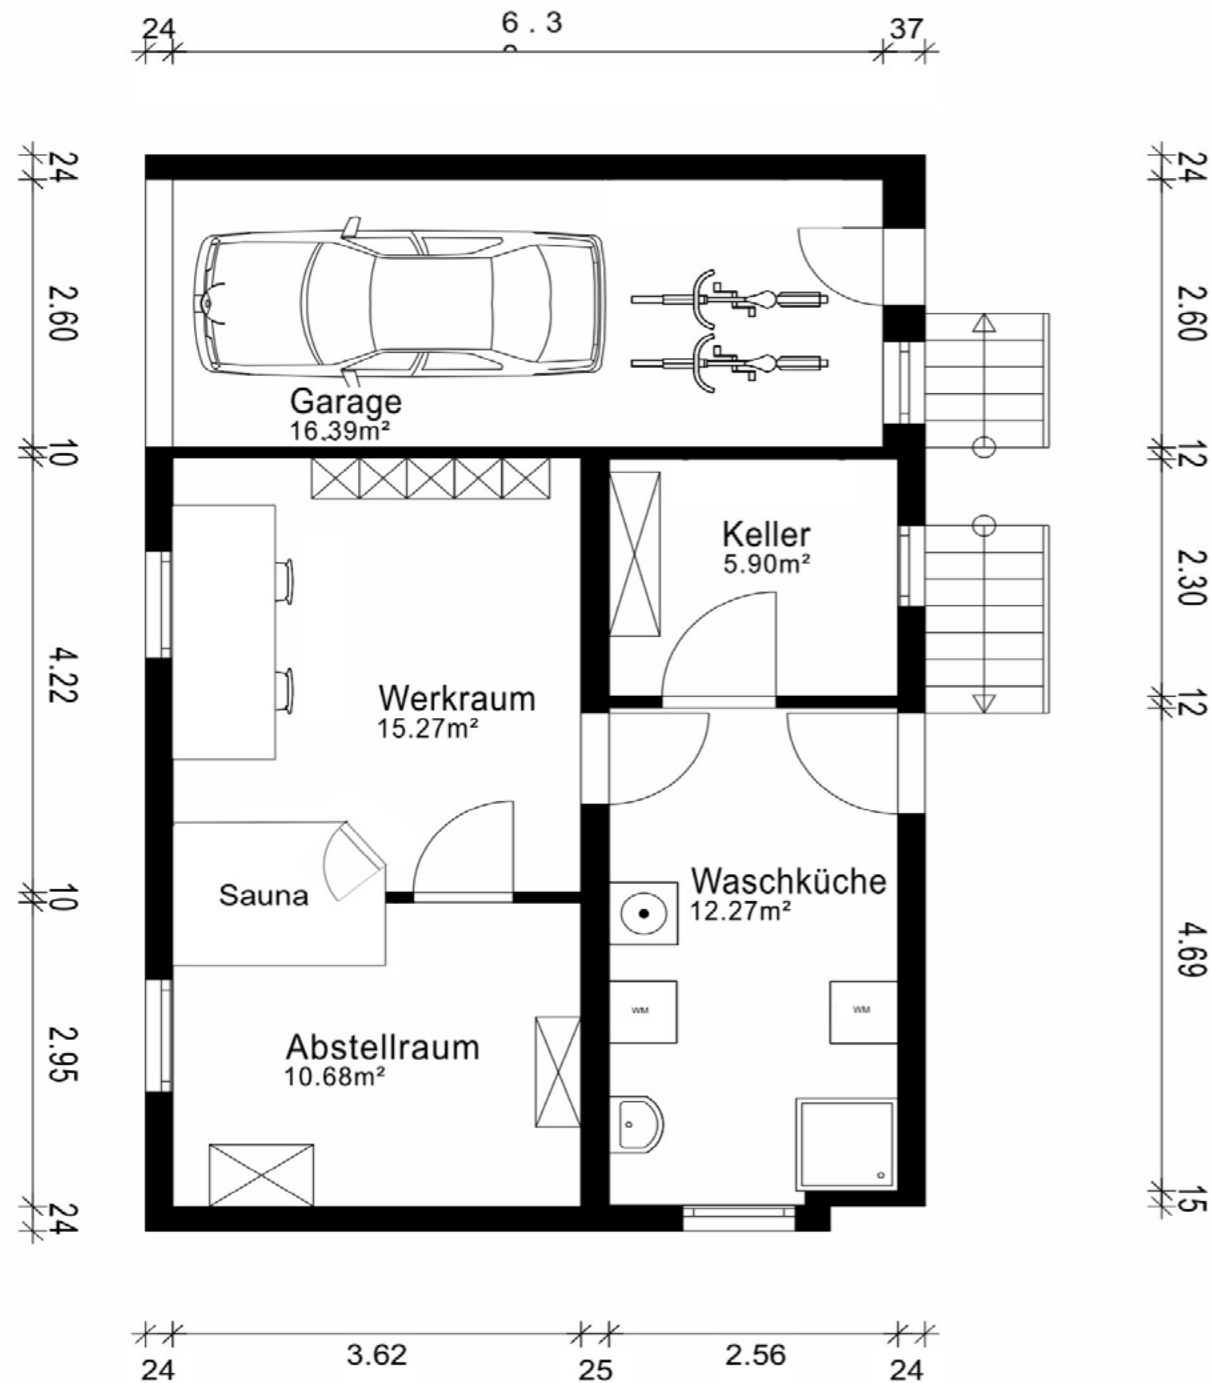 24
6.3
37
24
24
2.60
2.60
Garage
16.39m²
10
12
Keller
5.90m²
2.30
4.22
Werkraum
15.27m²
12
Waschküche
12.27m²
Sauna
10
4.69
WM
WM
2.95
Abstellraum
10.68m²
15
24
24
3.62
25
2.56
24